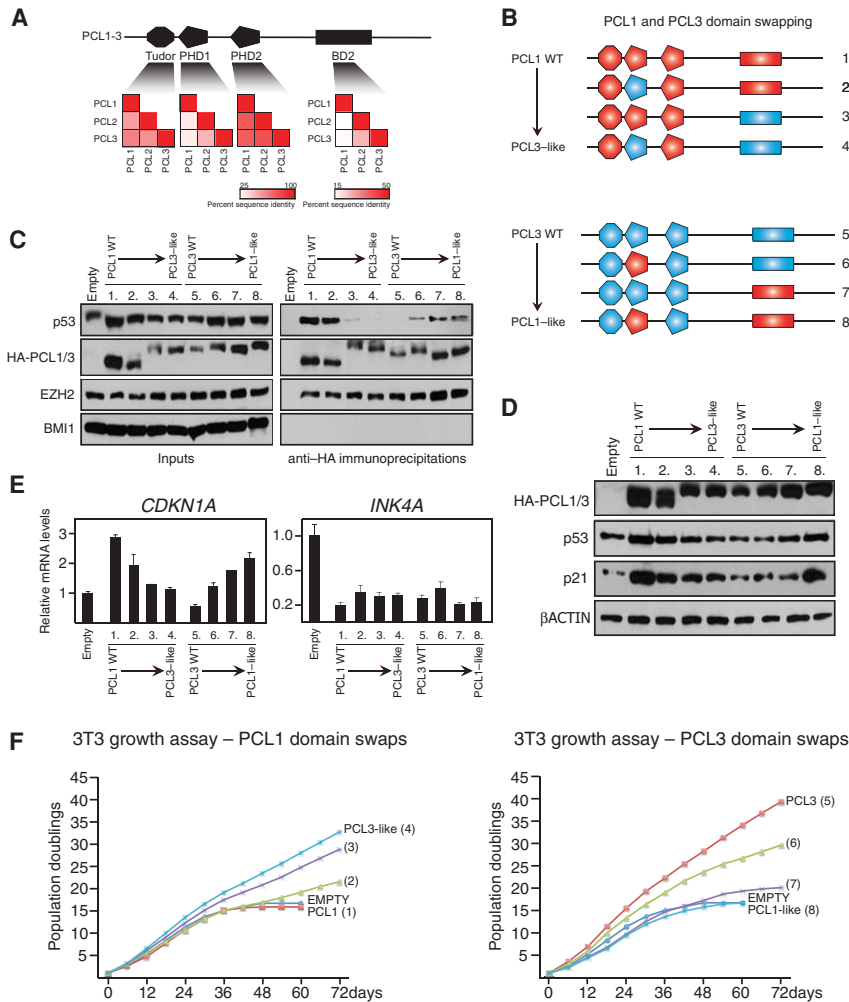 A
PCL1-3
Tudor PHD1 PHD2 BD2
PCL1
PCL2
PCL3
PCL1 PCL2 PCL3 PCL1 PCL2 PCL3 PCL1 PCL2 PCL3
PCL1
PCL2
PCL3
PCL1 PCL2 PCL3
25 100
Percent sequence identity
15 50
Percent sequence identity
B
PCL1 and PCL3 domain swapping
PCL1 WT 1
2
3
PCL3–like 4
PCL3 WT 5
6
7
PCL1–like 8
C
Empty PCL1 WT PCL3–like PCL3 WT PCL1–like
1. 2. 3. 4. 5. 6. 7. 8.
Empty PCL1 WT PCL3–like PCL3 WT PCL1–like
1. 2. 3. 4. 5. 6. 7. 8.
p53
HA-PCL1/3
EZH2
BMI1
Inputs
anti–HA immunoprecipitations
D
Empty PCL1 WT PCL3–like PCL3 WT PCL1–like
1. 2. 3. 4. 5. 6. 7. 8.
HA-PCL1/3
p53
p21
βACTIN
E
CDKN1A
Relative mRNA levels
3
2
1
Empty 1. 2. 3. 4. 5. 6. 7. 8.
PCL1 WT PCL3–like PCL3 WT PCL1–like
INK4A
1.0
0.6
0.2
Empty 1. 2. 3. 4. 5. 6. 7. 8.
PCL1 WT PCL3–like PCL3 WT PCL1–like
F
3T3 growth assay – PCL1 domain swaps
Population doublings
45
40
35
30
25
20
15
10
5
0 12 24 36 48 60 72days
PCL3-like (4)
(3)
(2)
EMPTY
PCL1 (1)
3T3 growth assay – PCL3 domain swaps
Population doublings
45
40
35
30
25
20
15
10
5
0 12 24 36 48 60 72days
PCL3 (5)
(6)
(7)
EMPTY
PCL1-like (8)